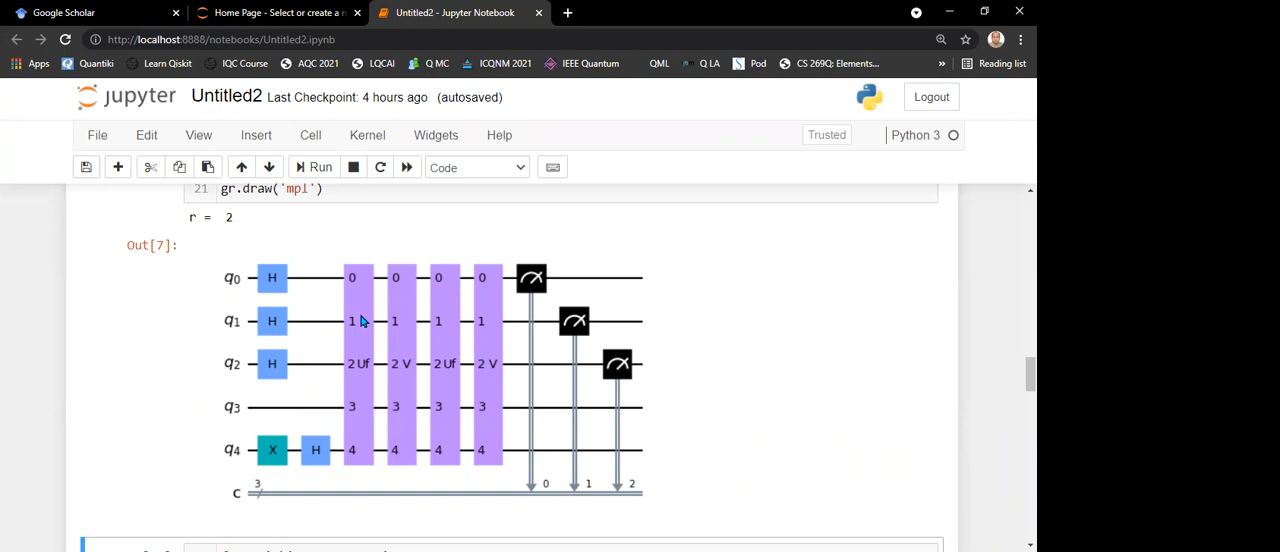 Google Scholar
Home Page - Select or create a n
Untitled2 - Jupyter Notebook
http://localhost:8888/notebooks/Untitled2.ipynb
Apps Quantiki Learn Qiskit IQC Course AQC 2021 LQCAI Q MC ICQNM 2021 IEEE Quantum QML Q LA Pod CS 269Q: Elements... » Reading list
jupyter Untitled2 Last Checkpoint: 4 hours ago (autosaved) Logout
File Edit View Insert Cell Kernel Widgets Help Trusted Python 3
Run Code
21 gr.draw('mpl')
r = 2
Out[7]:
q0 H 0 0 0 0
q1 H 1 1 1 1
q2 H 2 Uf 2 V 2 Uf 2 V
q3 3 3 3 3
q4 X H 4 4 4 4
c 3 0 1 2